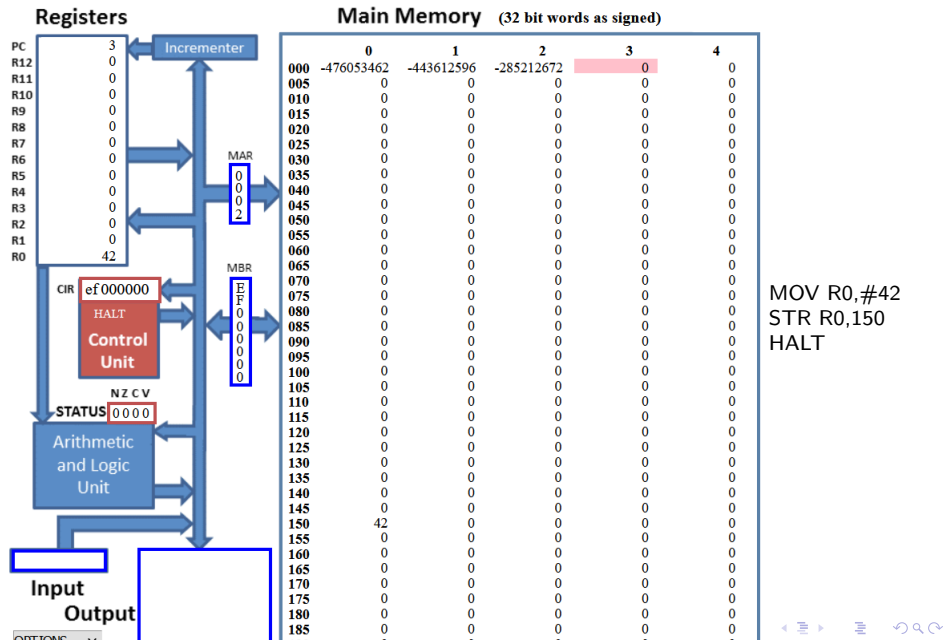 Registers
PC 3
R12 0
R11 0
R10 0
R9 0
R8 0
R7 0
R6 0
R5 0
R4 0
R3 0
R2 0
R1 0
R0 42
Incrementer
MAR
0
0
0
2
CIR ef000000
HALT
Control
Unit
MBR
E
F
0
0
0
0
0
0
N Z C V
STATUS 0 0 0 0
Arithmetic
and Logic
Unit
Input
Output
OPTIONS
Main Memory (32 bit words as signed)
0 1 2 3 4
000 -476053462 -443612596 -285212672 0 0
005 0 0 0 0 0
010 0 0 0 0 0
015 0 0 0 0 0
020 0 0 0 0 0
025 0 0 0 0 0
030 0 0 0 0 0
035 0 0 0 0 0
040 0 0 0 0 0
045 0 0 0 0 0
050 0 0 0 0 0
055 0 0 0 0 0
060 0 0 0 0 0
065 0 0 0 0 0
070 0 0 0 0 0
075 0 0 0 0 0
080 0 0 0 0 0
085 0 0 0 0 0
090 0 0 0 0 0
095 0 0 0 0 0
100 0 0 0 0 0
105 0 0 0 0 0
110 0 0 0 0 0
115 0 0 0 0 0
120 0 0 0 0 0
125 0 0 0 0 0
130 0 0 0 0 0
135 0 0 0 0 0
140 0 0 0 0 0
145 0 0 0 0 0
150 42 0 0 0 0
155 0 0 0 0 0
160 0 0 0 0 0
165 0 0 0 0 0
170 0 0 0 0 0
175 0 0 0 0 0
180 0 0 0 0 0
185 0 0 0 0 0
MOV R0,#42
STR R0,150
HALT